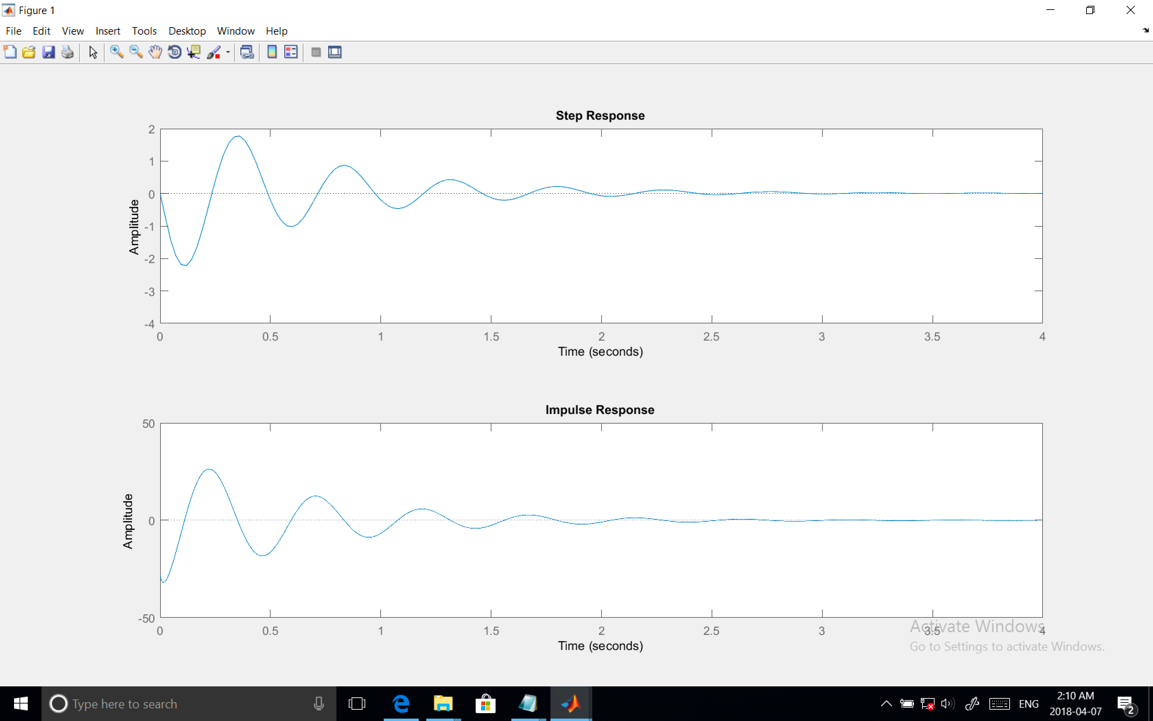 Figure 1
File Edit View Insert Tools Desktop Window Help
Step Response
Amplitude
2
1
0
-1
-2
-3
-4
0 0.5 1 1.5 2 2.5 3 3.5 4
Time (seconds)
Impulse Response
Amplitude
50
0
-50
0 0.5 1 1.5 2 2.5 3 3.5 4
Time (seconds)
Activate Windows
Go to Settings to activate Windows.
Type here to search
ENG
2:10 AM
2018-04-07
2